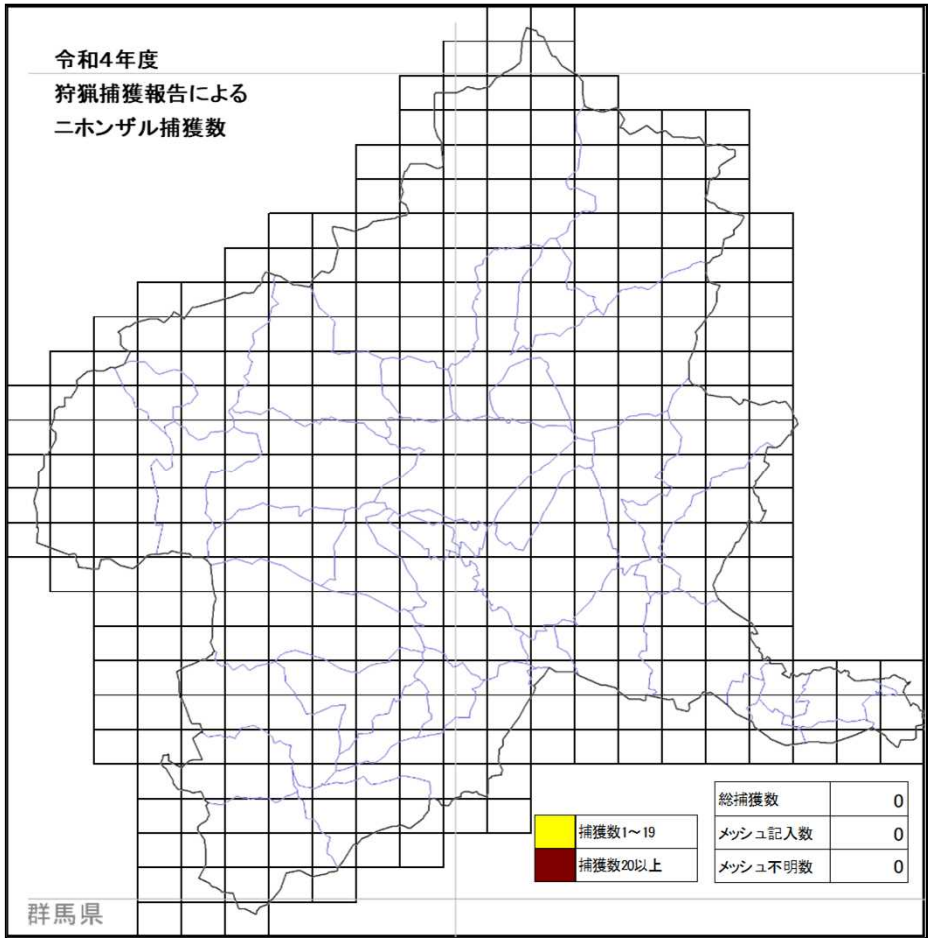 令和4年度
狩猟捕獲報告による
ニホンザル捕獲数
捕獲数1～19
捕獲数20以上
総捕獲数 0
メッシュ記入数 0
メッシュ不明数 0
群馬県